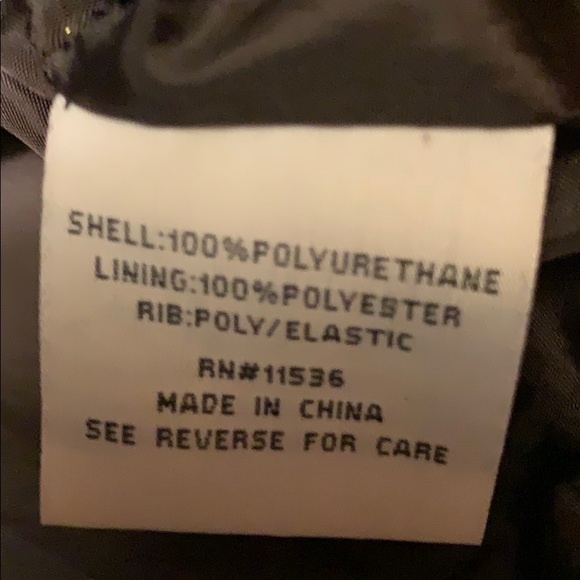 SHELL:100%POLYURETHANE
LINING:100%POLYESTER
RIB:POLY/ELASTIC
RN#11536
MADE IN CHINA
SEE REVERSE FOR CARE